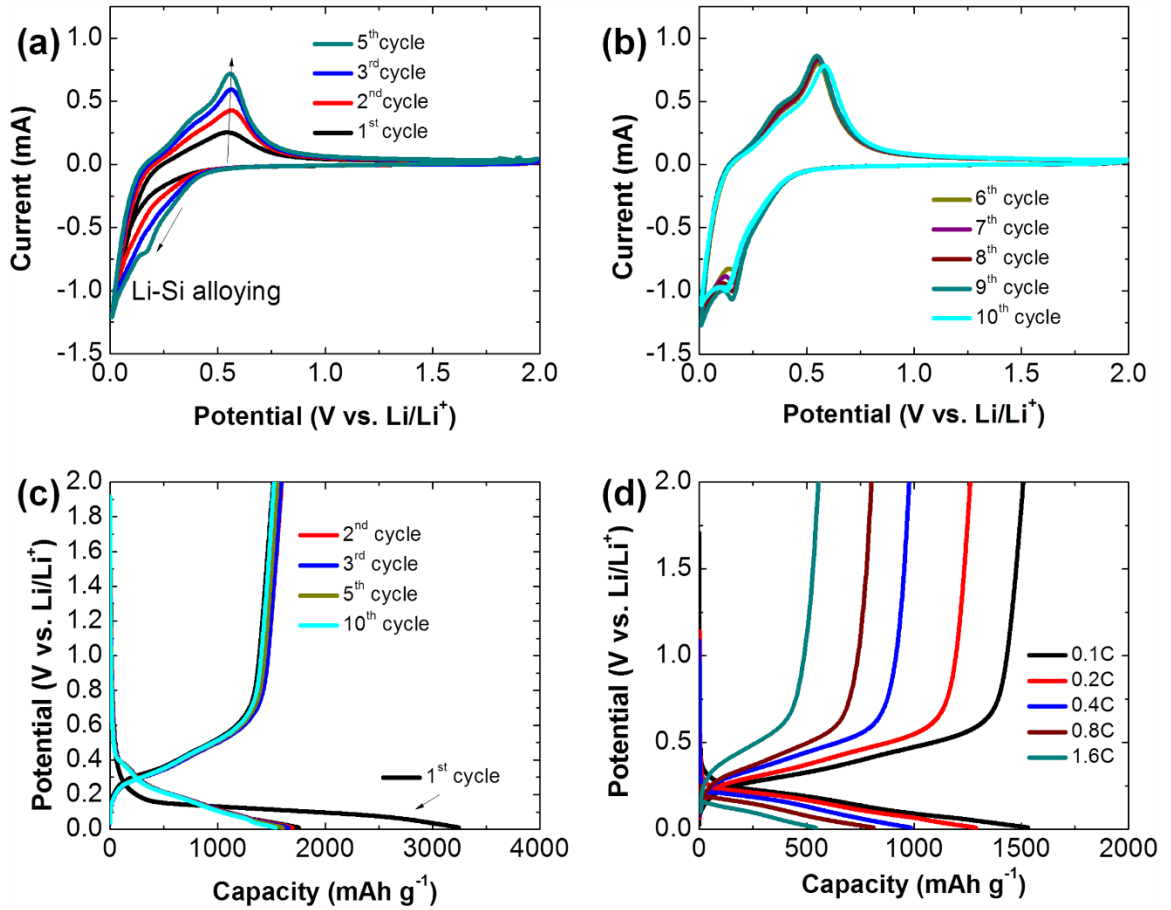 (a)
5th cycle
3rd cycle
2nd cycle
1st cycle
Li-Si alloying
1.0
0.5
0.0
-0.5
-1.0
-1.5
Current (mA)
0.0 0.5 1.0 1.5 2.0
Potential (V vs. Li/Li+)
(b)
6th cycle
7th cycle
8th cycle
9th cycle
10th cycle
1.0
0.5
0.0
-0.5
-1.0
-1.5
Current (mA)
0.0 0.5 1.0 1.5 2.0
Potential (V vs. Li/Li+)
(c)
2nd cycle
3rd cycle
5th cycle
10th cycle
1st cycle
2.0
1.8
1.6
1.4
1.2
1.0
0.8
0.6
0.4
0.2
0.0
Potential (V vs. Li/Li+)
0 1000 2000 3000 4000
Capacity (mAh g-1)
(d)
0.1C
0.2C
0.4C
0.8C
1.6C
2.0
1.5
1.0
0.5
0.0
Potential (V vs. Li/Li+)
0 500 1000 1500 2000
Capacity (mAh g-1)